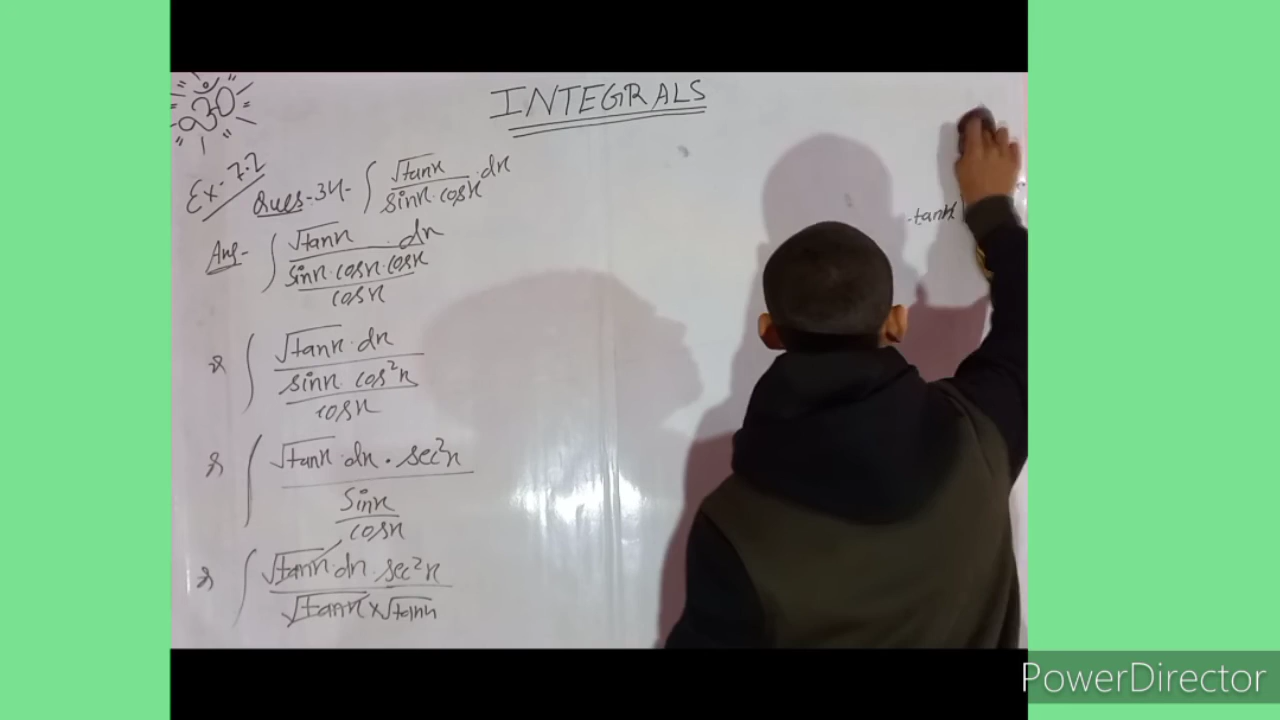 ॐ
INTEGRALS
Ex-7.2
Ques-34- ∫ √tanx / sinx·cosx · dx
Ans- ∫ √tanx · dx / (sinx·cosx·cosx / cosx)
⇒ ∫ √tanx·dx / (sinx·cos²x / cosx)
⇒ ∫ √tanx·dx·sec²x / (sinx / cosx)
⇒ ∫ √tanx·dx·sec²x / √tanx×√tanx
tanx
PowerDirector